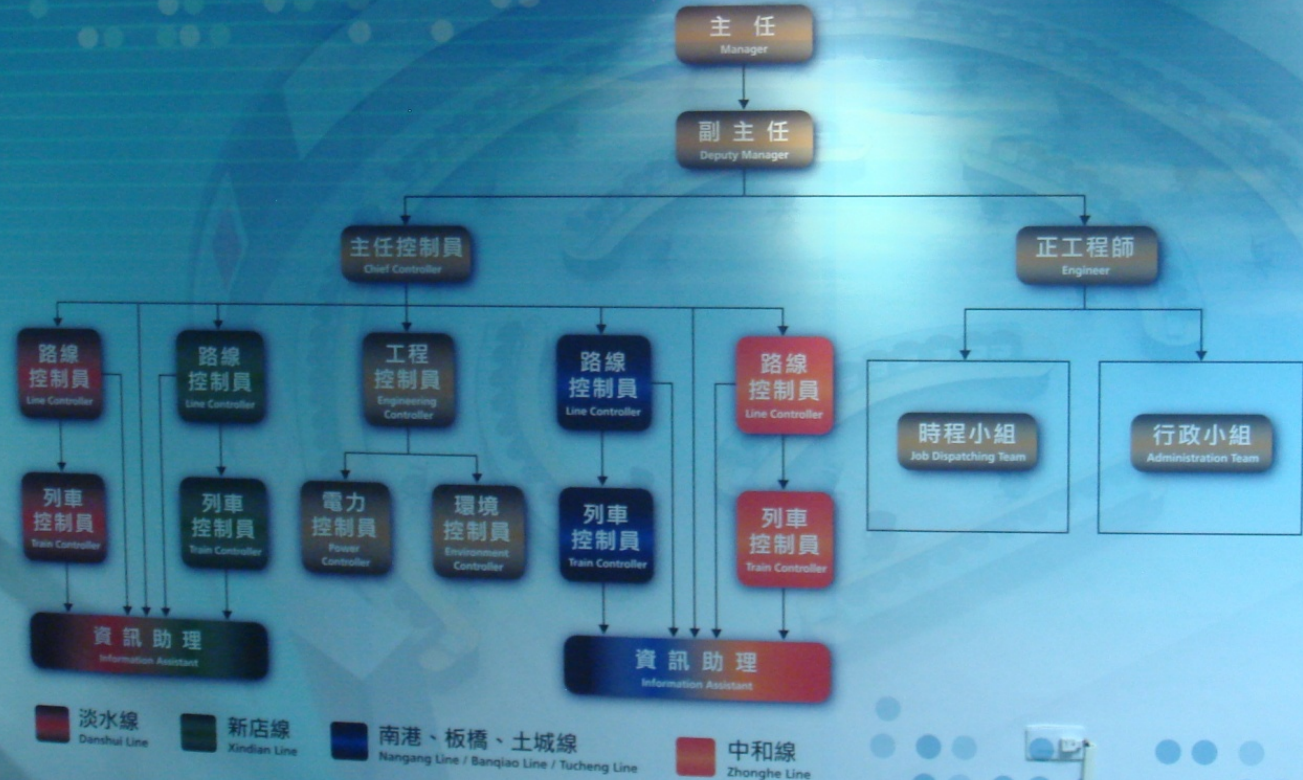 主任
Manager
副主任
Deputy Manager
主任控制員
Chief Controller
正工程師
Engineer
路線
控制員
Line Controller
路線
控制員
Line Controller
工程
控制員
Engineering
Controller
路線
控制員
Line Controller
路線
控制員
Line Controller
時程小組
Job Dispatching Team
行政小組
Administration Team
列車
控制員
Train Controller
列車
控制員
Train Controller
電力
控制員
Power
Controller
環境
控制員
Environment
Controller
列車
控制員
Train Controller
列車
控制員
Train Controller
資訊助理
Information Assistant
資訊助理
Information Assistant
淡水線
Danshui Line
新店線
Xindian Line
南港、板橋、土城線
Nangang Line / Banqiao Line / Tucheng Line
中和線
Zhonghe Line